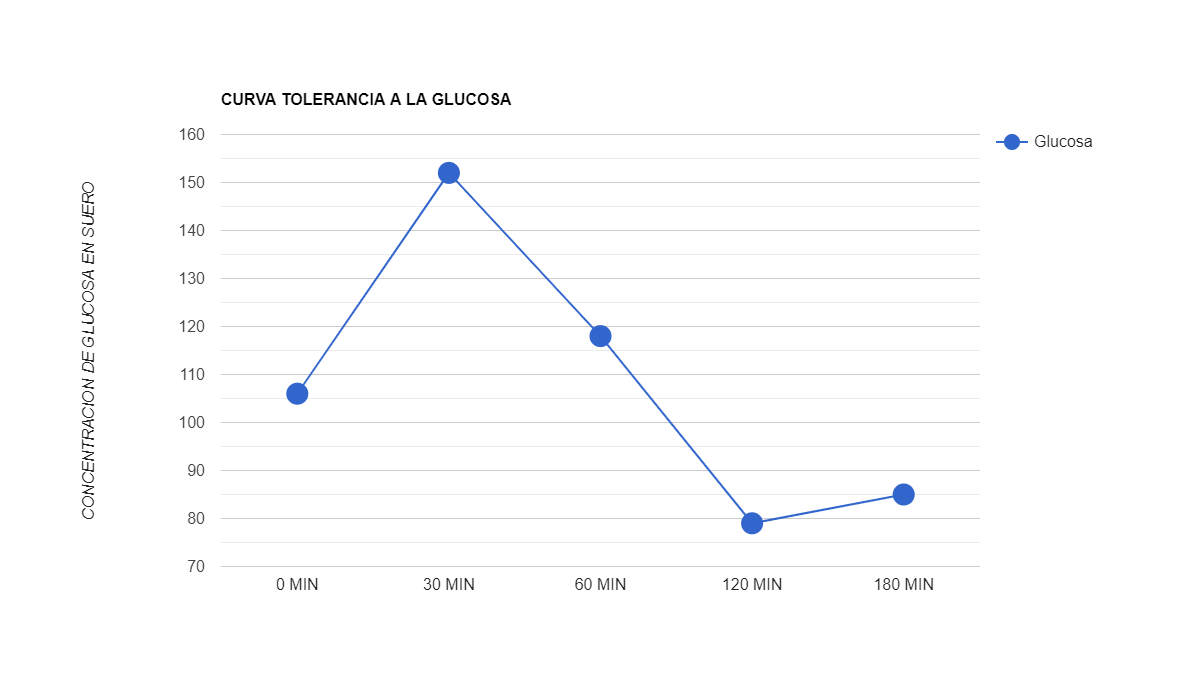 CURVA TOLERANCIA A LA GLUCOSA
Glucosa
CONCENTRACION DE GLUCOSA EN SUERO
160
150
140
130
120
110
100
90
80
70
0 MIN
30 MIN
60 MIN
120 MIN
180 MIN